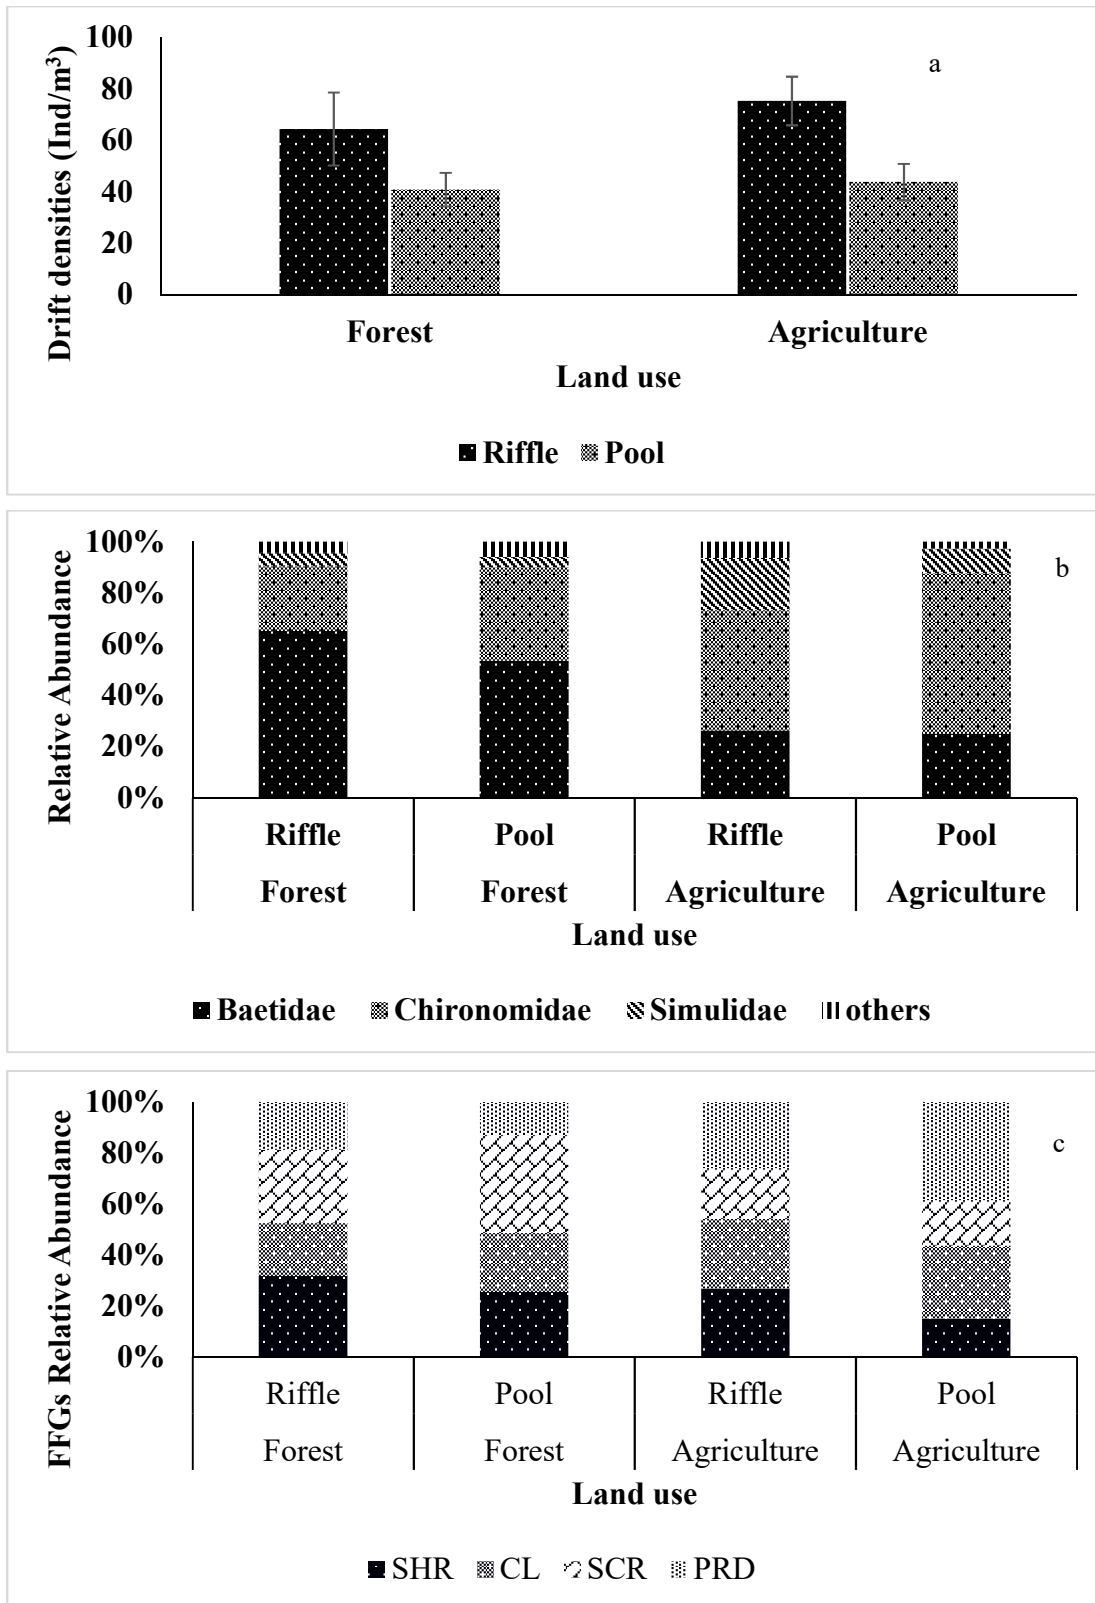 100
80
60
40
20
0
Drift densities (Ind/m³)
a
Forest Agriculture
Land use
Riffle Pool
100%
80%
60%
40%
20%
0%
Relative Abundance
b
Riffle Pool Riffle Pool
Forest Forest Agriculture Agriculture
Land use
Baetidae Chironomidae Simulidae others
100%
80%
60%
40%
20%
0%
FFGs Relative Abundance
c
Riffle Pool Riffle Pool
Forest Forest Agriculture Agriculture
Land use
SHR CL SCR PRD